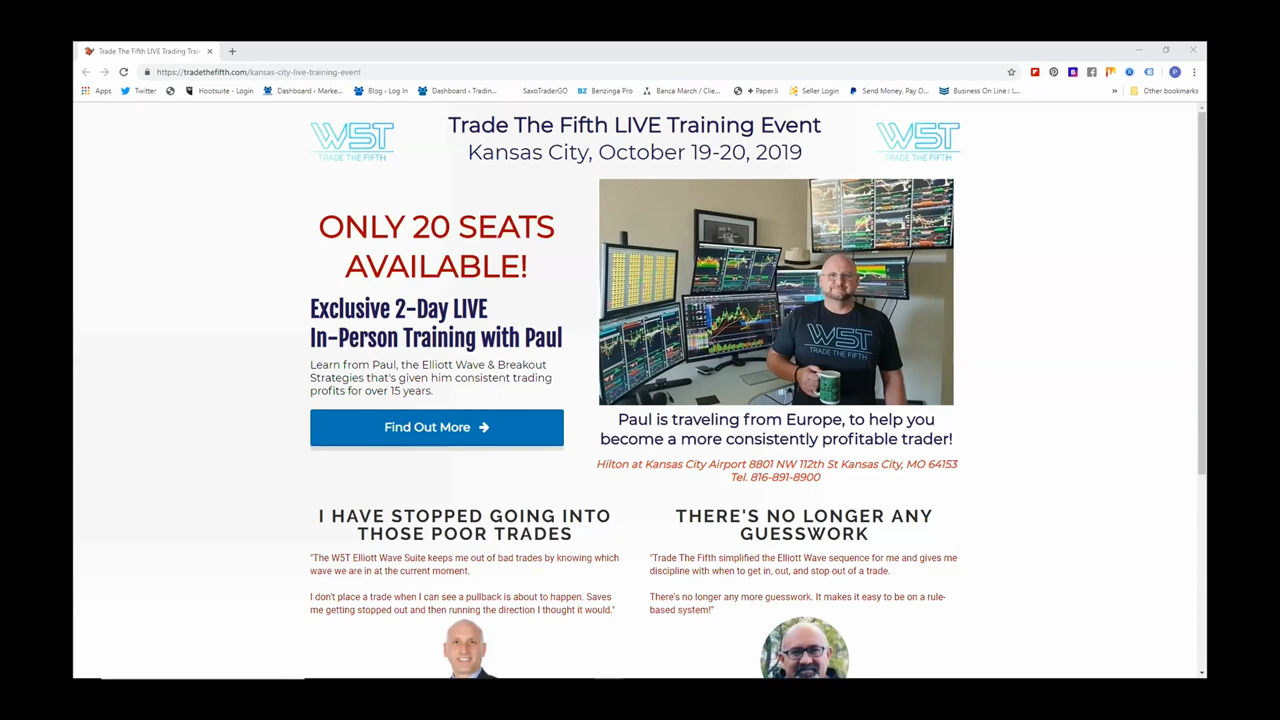 Trade The Fifth LIVE Trading Trai
https://tradethefifth.com/kansas-city-live-training-event
Apps Twitter Hootsuite - Login Dashboard ‹ Marke... Blog ‹ Log In Dashboard ‹ Tradin... SaxoTraderGO BZ Benzinga Pro Banca March / Clie... + Paper.li Seller Login Send Money, Pay O... Business On Line : L... » Other bookmarks
W5T
TRADE THE FIFTH
Trade The Fifth LIVE Training Event
Kansas City, October 19-20, 2019
W5T
TRADE THE FIFTH
ONLY 20 SEATS
AVAILABLE!
Exclusive 2-Day LIVE
In-Person Training with Paul
Learn from Paul, the Elliott Wave & Breakout
Strategies that's given him consistent trading
profits for over 15 years.
Find Out More
W5T
TRADE THE FIFTH
Paul is traveling from Europe, to help you
become a more consistently profitable trader!
Hilton at Kansas City Airport 8801 NW 112th St Kansas City, MO 64153
Tel. 816-891-8900
I HAVE STOPPED GOING INTO
THOSE POOR TRADES
"The W5T Elliott Wave Suite keeps me out of bad trades by knowing which
wave we are in at the current moment.
I don't place a trade when I can see a pullback is about to happen. Saves
me getting stopped out and then running the direction I thought it would."
THERE'S NO LONGER ANY
GUESSWORK
"Trade The Fifth simplified the Elliott Wave sequence for me and gives me
discipline with when to get in, out, and stop out of a trade.
There's no longer any more guesswork. It makes it easy to be on a rule-
based system!"